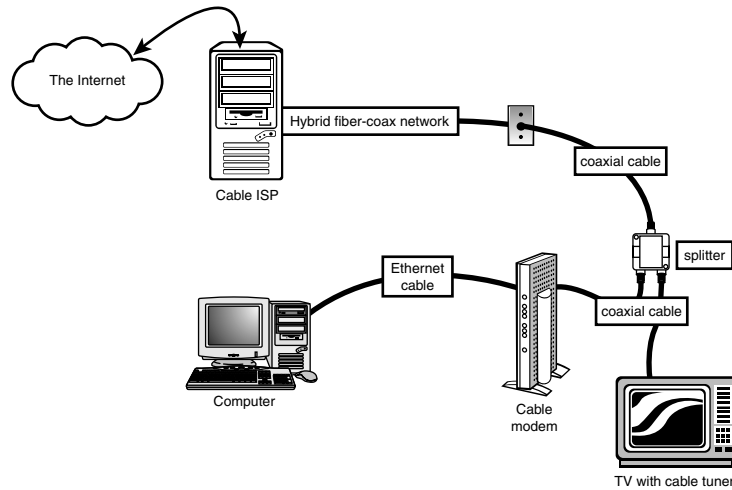 The Internet
Hybrid fiber-coax network
Cable ISP
coaxial cable
splitter
Ethernet
cable
coaxial cable
Computer
Cable
modem
TV with cable tuner